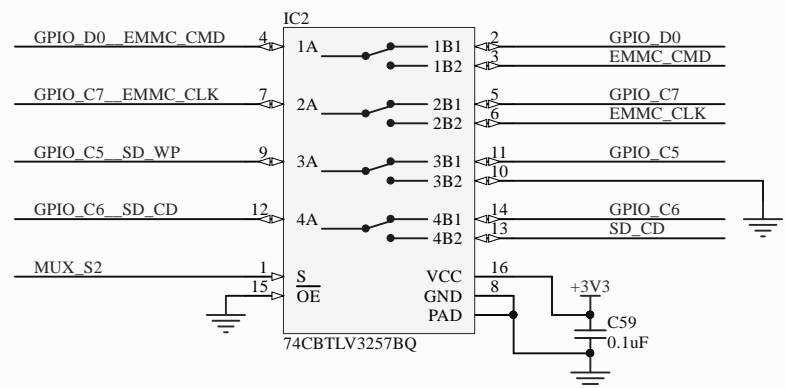 IC2
GPIO_D0__EMMC_CMD 4 1A 1B1 2 GPIO_D0
1B2 3 EMMC_CMD
GPIO_C7__EMMC_CLK 7 2A 2B1 5 GPIO_C7
2B2 6 EMMC_CLK
GPIO_C5__SD_WP 9 3A 3B1 11 GPIO_C5
3B2 10
GPIO_C6__SD_CD 12 4A 4B1 14 GPIO_C6
4B2 13 SD_CD
MUX_S2 1 S VCC 16
15 OE GND 8 +3V3
PAD
C59
74CBTLV3257BQ 0.1uF